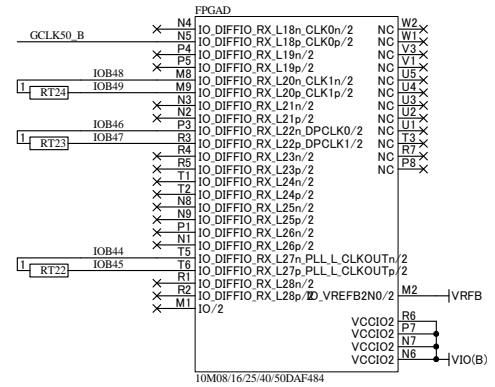 FPGAD
N4 IO_DIFFIO_RX_L18n_CLK0n/2 NC W2
GCLK50_B N5 IO_DIFFIO_RX_L18p_CLK0p/2 NC W1
P4 IO_DIFFIO_RX_L19n/2 NC V3
P5 IO_DIFFIO_RX_L19p/2 NC V1
IOB48 M8 IO_DIFFIO_RX_L20n_CLK1n/2 NC U5
1 RT24 IOB49 M9 IO_DIFFIO_RX_L20p_CLK1p/2 NC U4
N3 IO_DIFFIO_RX_L21n/2 NC U3
N2 IO_DIFFIO_RX_L21p/2 NC U2
IOB46 P3 IO_DIFFIO_RX_L22n_DPCLK0/2 NC U1
1 RT23 IOB47 R3 IO_DIFFIO_RX_L22p_DPCLK1/2 NC T3
R4 IO_DIFFIO_RX_L23n/2 NC R7
R5 IO_DIFFIO_RX_L23p/2 NC P8
T1 IO_DIFFIO_RX_L24n/2
T2 IO_DIFFIO_RX_L24p/2
N8 IO_DIFFIO_RX_L25n/2
N9 IO_DIFFIO_RX_L25p/2
P1 IO_DIFFIO_RX_L26n/2
N1 IO_DIFFIO_RX_L26p/2
IOB44 T5 IO_DIFFIO_RX_L27n_PLL_L_CLKOUTn/2
1 RT22 IOB45 T6 IO_DIFFIO_RX_L27p_PLL_L_CLKOUTp/2
R1 IO_DIFFIO_RX_L28n/2
R2 IO_DIFFIO_RX_L28p/2 IO_VREFB2N0/2 M2 VRFB
M1 IO/2
VCCIO2 R6
VCCIO2 P7
VCCIO2 N7
VCCIO2 N6 VIO(B)
10M08/16/25/40/50DAF484